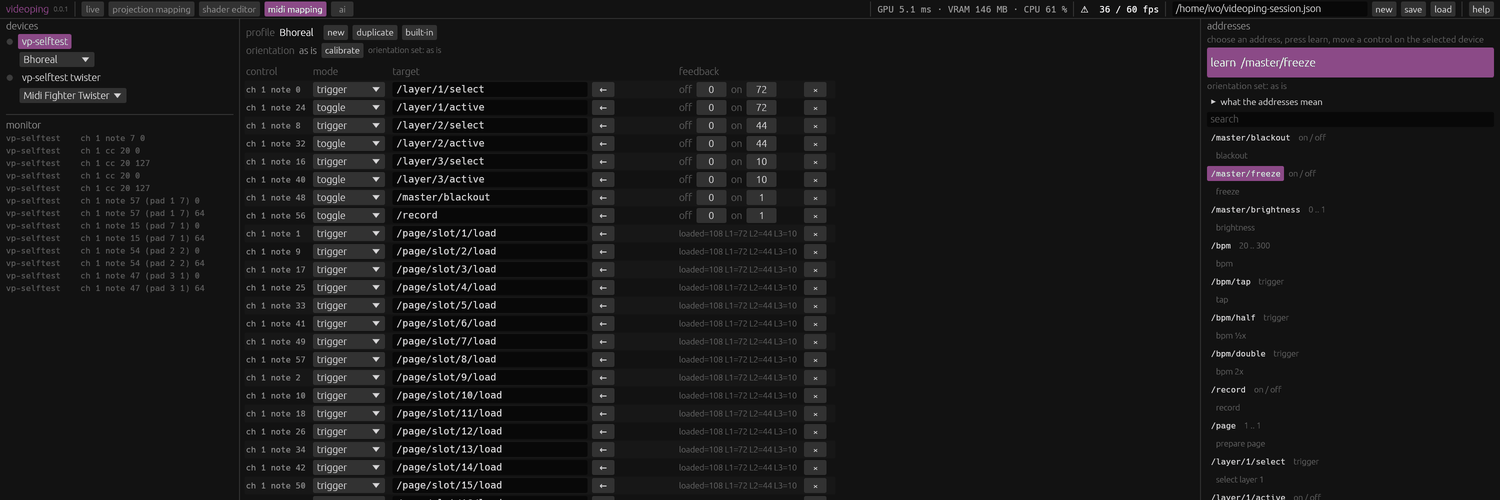 videoping 0.0.1 live projection mapping shader editor midi mapping ai GPU 5.1 ms · VRAM 146 MB · CPU 61 % ⚠ 36 / 60 fps /home/ivo/videoping-session.json new save load help
devices
vp-selftest
Bhoreal ▼
vp-selftest twister
Midi Fighter Twister ▼
monitor
vp-selftest ch 1 note 7 0
vp-selftest ch 1 cc 20 0
vp-selftest ch 1 cc 20 127
vp-selftest ch 1 cc 20 0
vp-selftest ch 1 cc 20 127
vp-selftest ch 1 note 57 (pad 1 7) 0
vp-selftest ch 1 note 57 (pad 1 7) 64
vp-selftest ch 1 note 15 (pad 7 1) 0
vp-selftest ch 1 note 15 (pad 7 1) 64
vp-selftest ch 1 note 54 (pad 2 2) 0
vp-selftest ch 1 note 54 (pad 2 2) 64
vp-selftest ch 1 note 47 (pad 3 1) 0
vp-selftest ch 1 note 47 (pad 3 1) 64
profile Bhoreal new duplicate built-in
orientation as is calibrate orientation set: as is
control mode target feedback
ch 1 note 0 trigger ▼ /layer/1/select ← off 0 on 72 ×
ch 1 note 24 toggle ▼ /layer/1/active ← off 0 on 72 ×
ch 1 note 8 trigger ▼ /layer/2/select ← off 0 on 44 ×
ch 1 note 32 toggle ▼ /layer/2/active ← off 0 on 44 ×
ch 1 note 16 trigger ▼ /layer/3/select ← off 0 on 10 ×
ch 1 note 40 toggle ▼ /layer/3/active ← off 0 on 10 ×
ch 1 note 48 toggle ▼ /master/blackout ← off 0 on 1 ×
ch 1 note 56 toggle ▼ /record ← off 0 on 1 ×
ch 1 note 1 trigger ▼ /page/slot/1/load ← loaded=108 L1=72 L2=44 L3=10 ×
ch 1 note 9 trigger ▼ /page/slot/2/load ← loaded=108 L1=72 L2=44 L3=10 ×
ch 1 note 17 trigger ▼ /page/slot/3/load ← loaded=108 L1=72 L2=44 L3=10 ×
ch 1 note 25 trigger ▼ /page/slot/4/load ← loaded=108 L1=72 L2=44 L3=10 ×
ch 1 note 33 trigger ▼ /page/slot/5/load ← loaded=108 L1=72 L2=44 L3=10 ×
ch 1 note 41 trigger ▼ /page/slot/6/load ← loaded=108 L1=72 L2=44 L3=10 ×
ch 1 note 49 trigger ▼ /page/slot/7/load ← loaded=108 L1=72 L2=44 L3=10 ×
ch 1 note 57 trigger ▼ /page/slot/8/load ← loaded=108 L1=72 L2=44 L3=10 ×
ch 1 note 2 trigger ▼ /page/slot/9/load ← loaded=108 L1=72 L2=44 L3=10 ×
ch 1 note 10 trigger ▼ /page/slot/10/load ← loaded=108 L1=72 L2=44 L3=10 ×
ch 1 note 18 trigger ▼ /page/slot/11/load ← loaded=108 L1=72 L2=44 L3=10 ×
ch 1 note 26 trigger ▼ /page/slot/12/load ← loaded=108 L1=72 L2=44 L3=10 ×
ch 1 note 34 trigger ▼ /page/slot/13/load ← loaded=108 L1=72 L2=44 L3=10 ×
ch 1 note 42 trigger ▼ /page/slot/14/load ← loaded=108 L1=72 L2=44 L3=10 ×
ch 1 note 50 trigger ▼ /page/slot/15/load ← loaded=108 L1=72 L2=44 L3=10 ×
addresses
choose an address, press learn, move a control on the selected device
learn /master/freeze
orientation set: as is
▶ what the addresses mean
search
/master/blackout on / off
blackout
/master/freeze on / off
freeze
/master/brightness 0 .. 1
brightness
/bpm 20 .. 300
bpm
/bpm/tap trigger
tap
/bpm/half trigger
bpm ½x
/bpm/double trigger
bpm 2x
/record on / off
record
/page 1 .. 1
prepare page
/layer/1/select trigger
select layer 1
/layer/1/active on / off